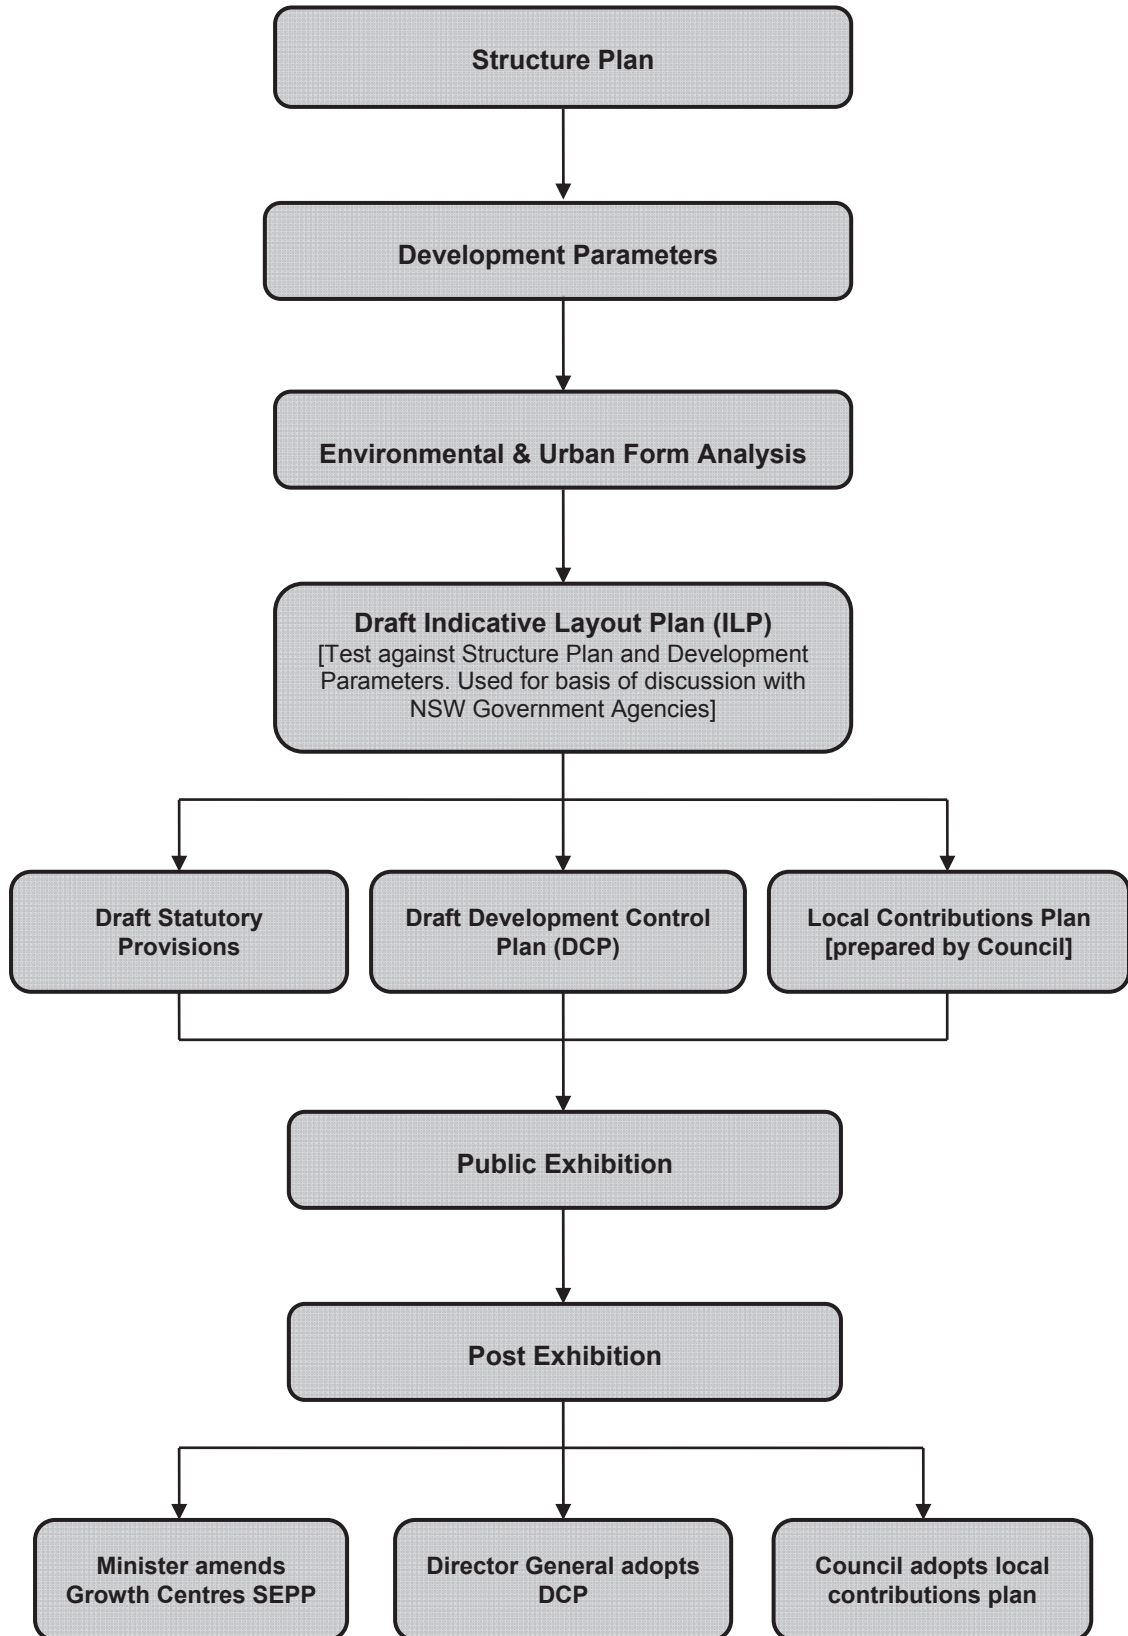 Structure Plan
Development Parameters
Environmental & Urban Form Analysis
Draft Indicative Layout Plan (ILP)
[Test against Structure Plan and Development
Parameters. Used for basis of discussion with
NSW Government Agencies]
Draft Statutory
Provisions
Draft Development Control
Plan (DCP)
Local Contributions Plan
[prepared by Council]
Public Exhibition
Post Exhibition
Minister amends
Growth Centres SEPP
Director General adopts
DCP
Council adopts local
contributions plan